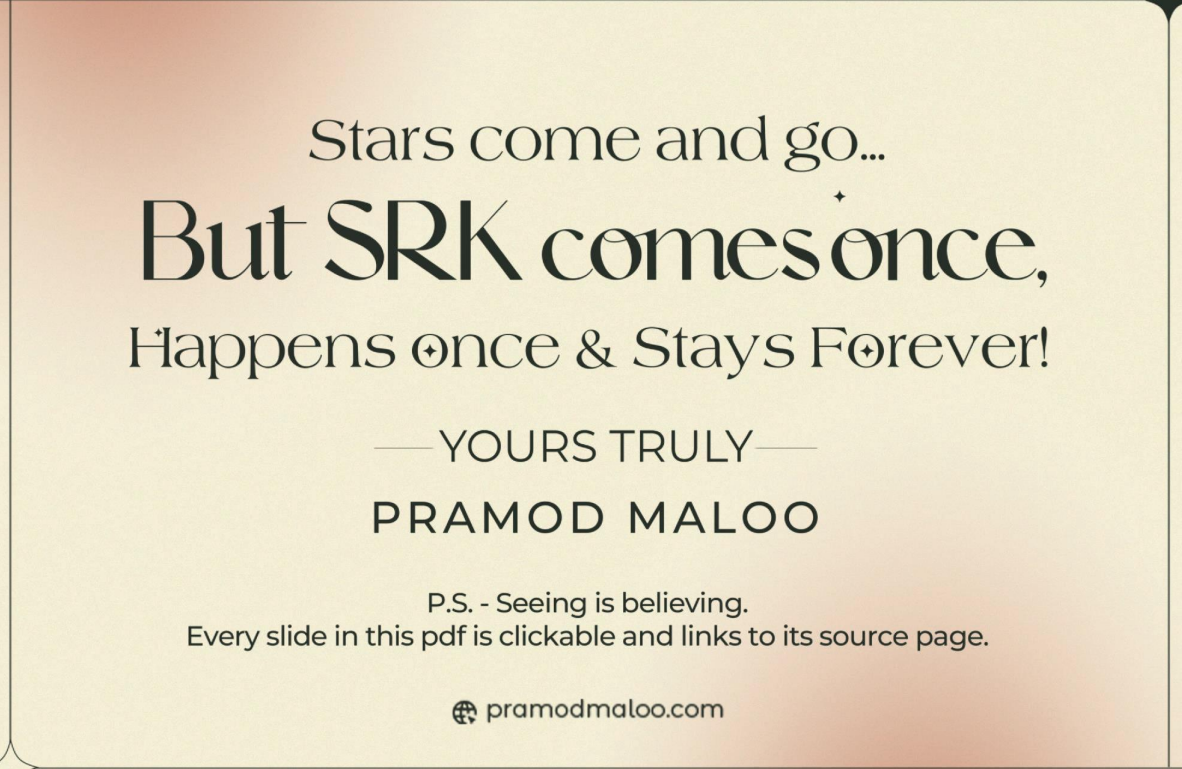 Stars come and go...
But SRK comes once,
Happens once & Stays Forever!
YOURS TRULY
PRAMOD MALOO
P.S. - Seeing is believing.
Every slide in this pdf is clickable and links to its source page.
pramodmaloo.com